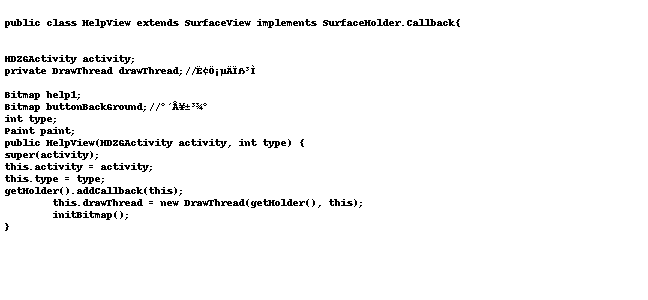 public class HelpView extends SurfaceView implements SurfaceHolder.Callback{
HDZGActivity activity;
private DrawThread drawThread;//Ë¢Ö¡µÄÏß³Ì
Bitmap help1;
Bitmap buttonBackGround;//°´Å¥±³¾°
int type;
Paint paint;
public HelpView(HDZGActivity activity, int type) {
super(activity);
this.activity = activity;
this.type = type;
getHolder().addCallback(this);
this.drawThread = new DrawThread(getHolder(), this);
initBitmap();
}